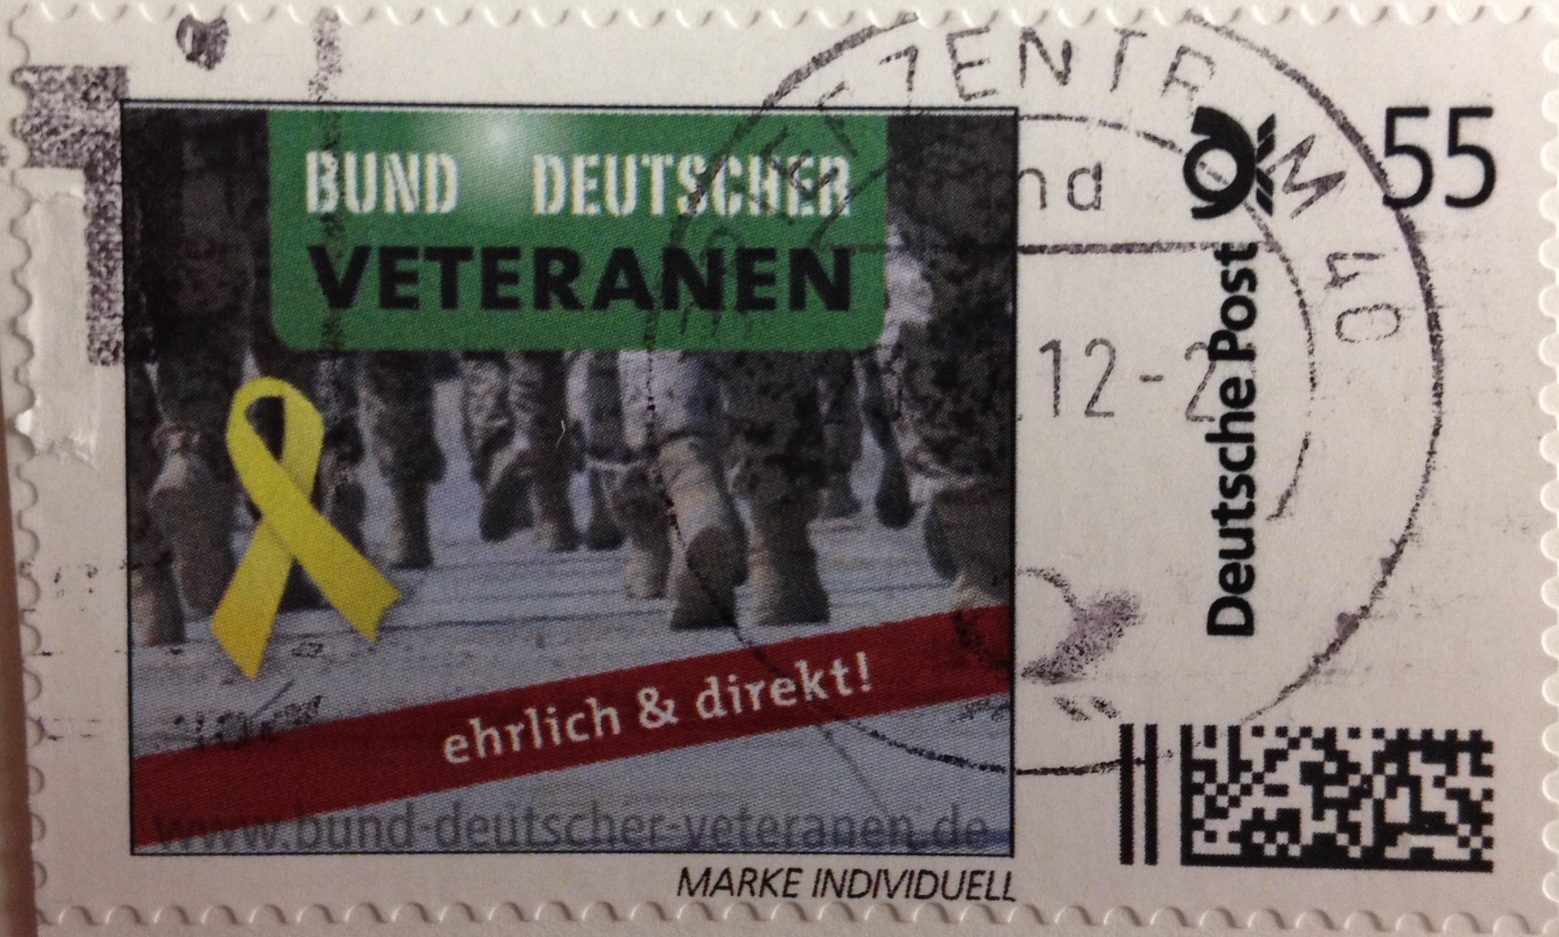 BUND DEUTSCHER
VETERANEN
ehrlich & direkt!
www.bund-deutscher-veteranen.de
MARKE INDIVIDUELL
55
Deutsche Post
ZENTR M 40
nd
.12-2